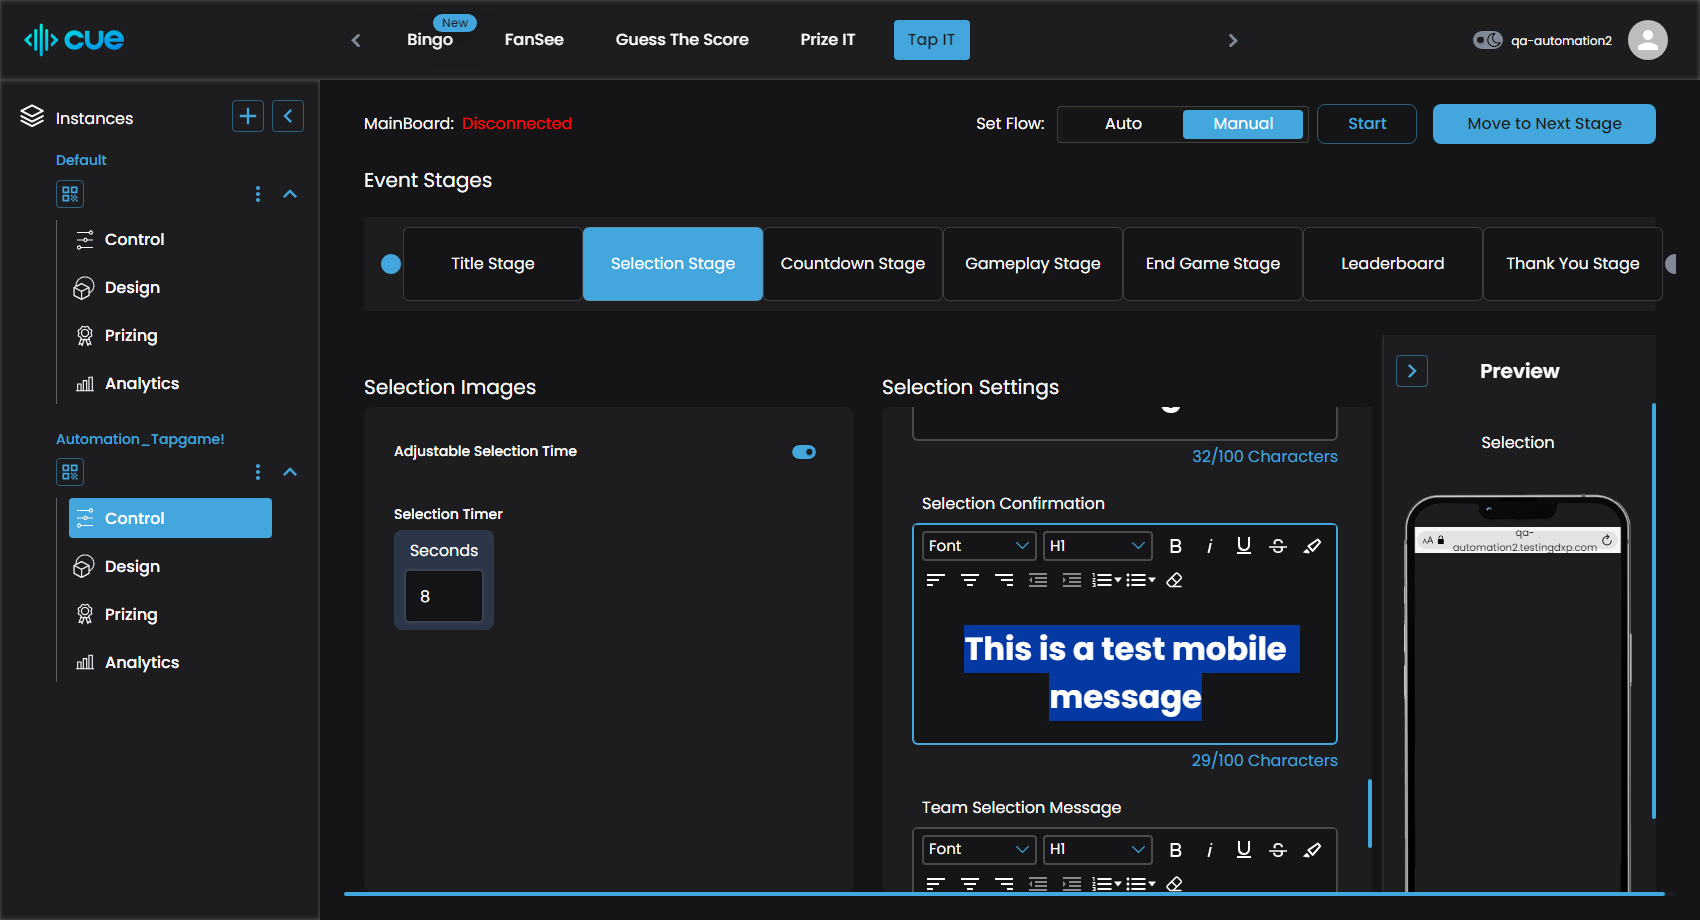 cue
New
Bingo
FanSee
Guess The Score
Prize IT
Tap IT
qa-automation2
Instances
Default
Control
Design
Prizing
Analytics
Automation_Tapgame!
Control
Design
Prizing
Analytics
MainBoard: Disconnected
Set Flow:
Auto
Manual
Start
Move to Next Stage
Event Stages
Title Stage
Selection Stage
Countdown Stage
Gameplay Stage
End Game Stage
Leaderboard
Thank You Stage
Selection Images
Adjustable Selection Time
Selection Timer
Seconds
8
Selection Settings
32/100 Characters
Selection Confirmation
Font
H1
This is a test mobile
message
29/100 Characters
Team Selection Message
Font
H1
Preview
Selection
AA
qa-
automation2.testingdxp.com